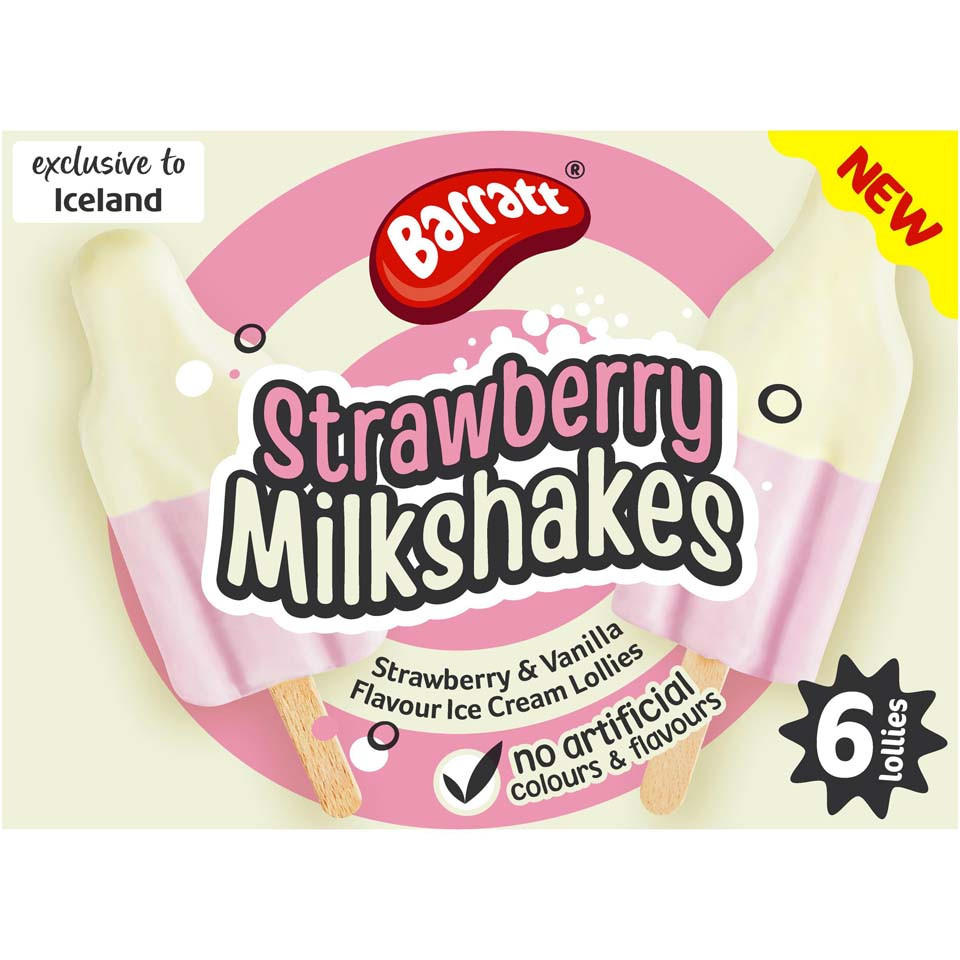 exclusive to
Iceland
Barratt®
NEW
Strawberry
Milkshakes
Strawberry & Vanilla
Flavour Ice Cream Lollies
no artificial
colours & flavours
6
lollies